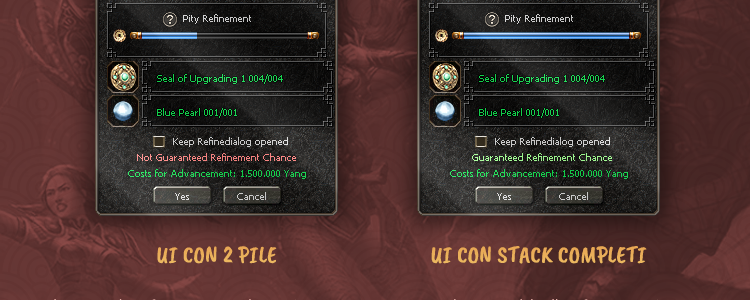 Pity Refinement
Seal of Upgrading 1 004/004
Blue Pearl 001/001
Keep Refinedialog opened
Not Guaranteed Refinement Chance
Costs for Advancement: 1.500.000 Yang
Yes
Cancel
UI CON 2 PILE
Pity Refinement
Seal of Upgrading 1 004/004
Blue Pearl 001/001
Keep Refinedialog opened
Guaranteed Refinement Chance
Costs for Advancement: 1.500.000 Yang
Yes
Cancel
UI CON STACK COMPLETI